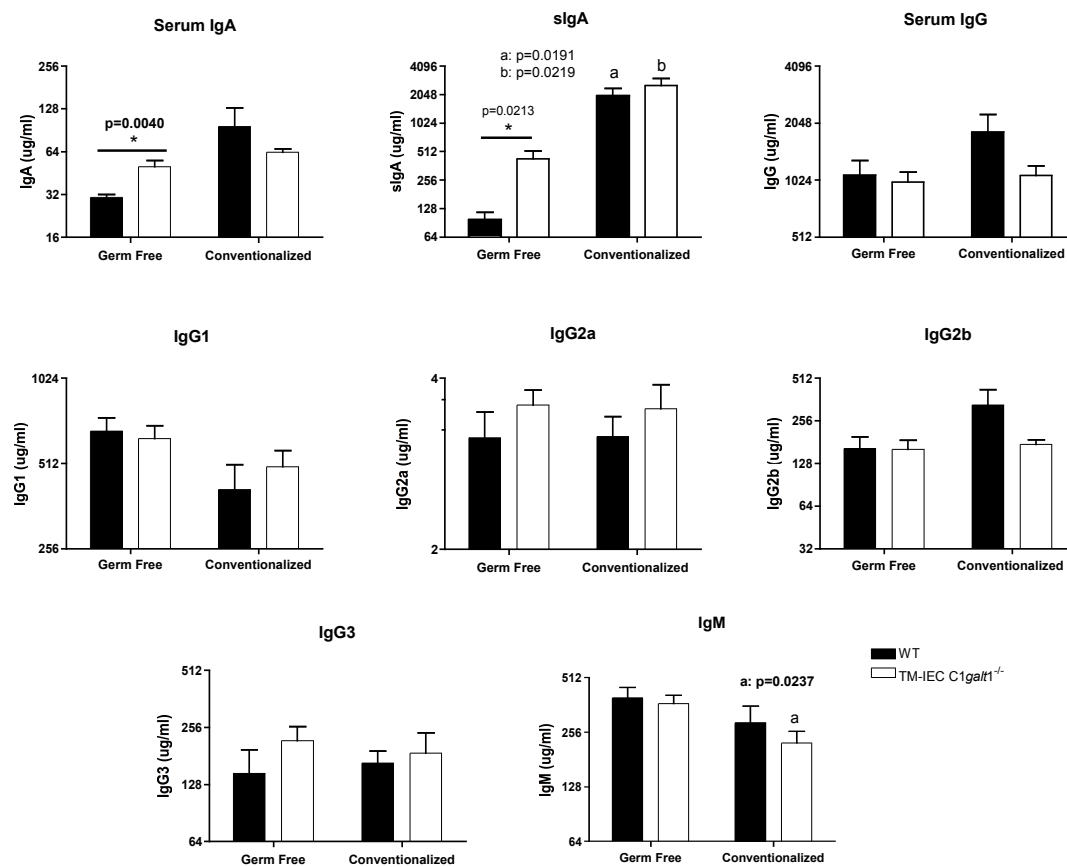 Serum IgA
IgA (ug/ml)
256
128
64
32
16
p=0.0040
*
Germ Free
Conventionalized
sIgA
sIgA (ug/ml)
4096
2048
1024
512
256
128
64
a: p=0.0191
b: p=0.0219
p=0.0213
*
a
b
Germ Free
Conventionalized
Serum IgG
IgG (ug/ml)
4096
2048
1024
512
Germ Free
Conventionalized
IgG1
IgG1 (ug/ml)
1024
512
256
Germ Free
Conventionalized
IgG2a
IgG2a (ug/ml)
4
2
Germ Free
Conventionalized
IgG2b
IgG2b (ug/ml)
512
256
128
64
32
Germ Free
Conventionalized
IgG3
IgG3 (ug/ml)
512
256
128
64
Germ Free
Conventionalized
IgM
IgM (ug/ml)
512
256
128
64
a: p=0.0237
a
Germ Free
Conventionalized
WT
TM-IEC C1galt1-/-